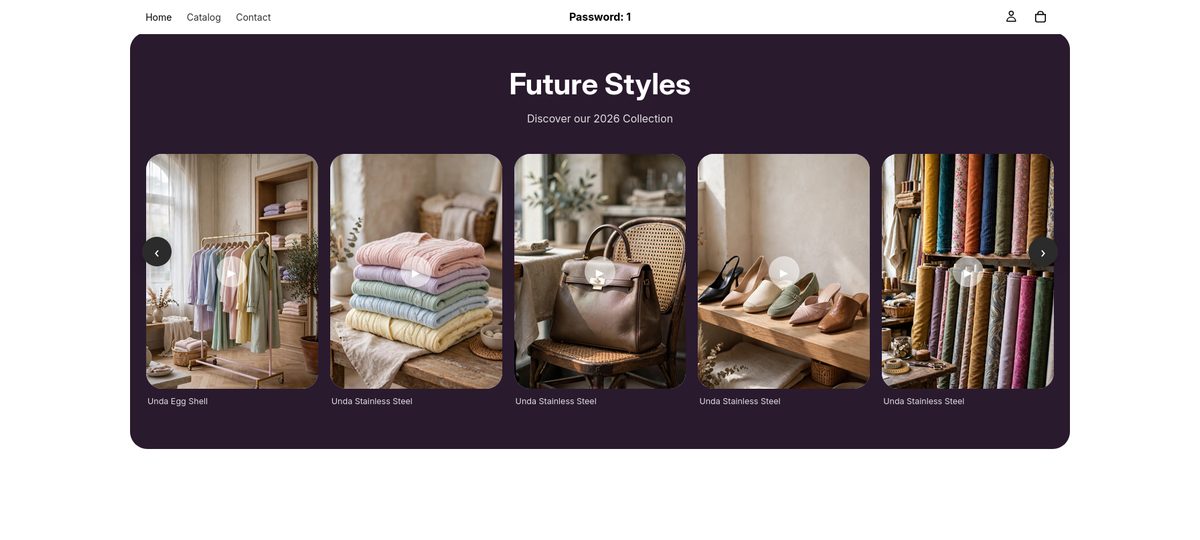 Home
Catalog
Contact
Password: 1
Future Styles
Discover our 2026 Collection
Unda Egg Shell
Unda Stainless Steel
Unda Stainless Steel
Unda Stainless Steel
Unda Stainless Steel